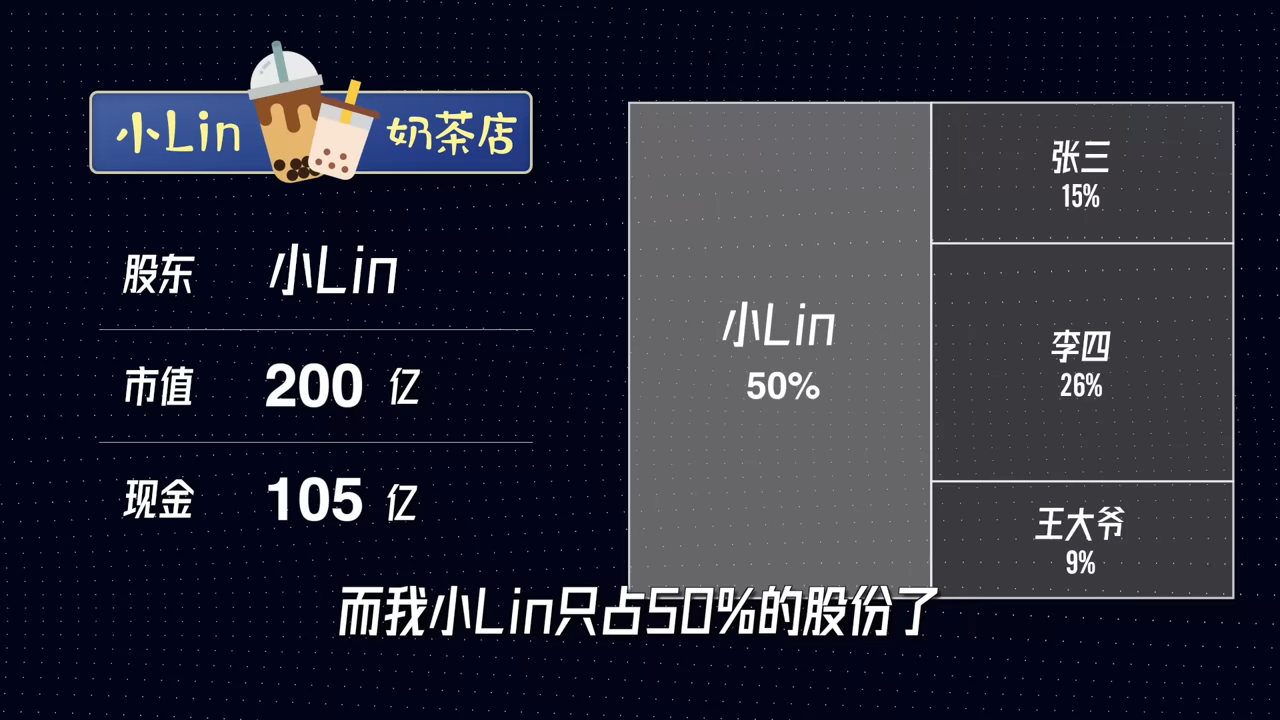 小Lin 奶茶店
股东 小Lin
市值 200 亿
现金 105 亿
小Lin
50%
张三
15%
李四
26%
王大爷
9%
而我小Lin只占50%的股份了